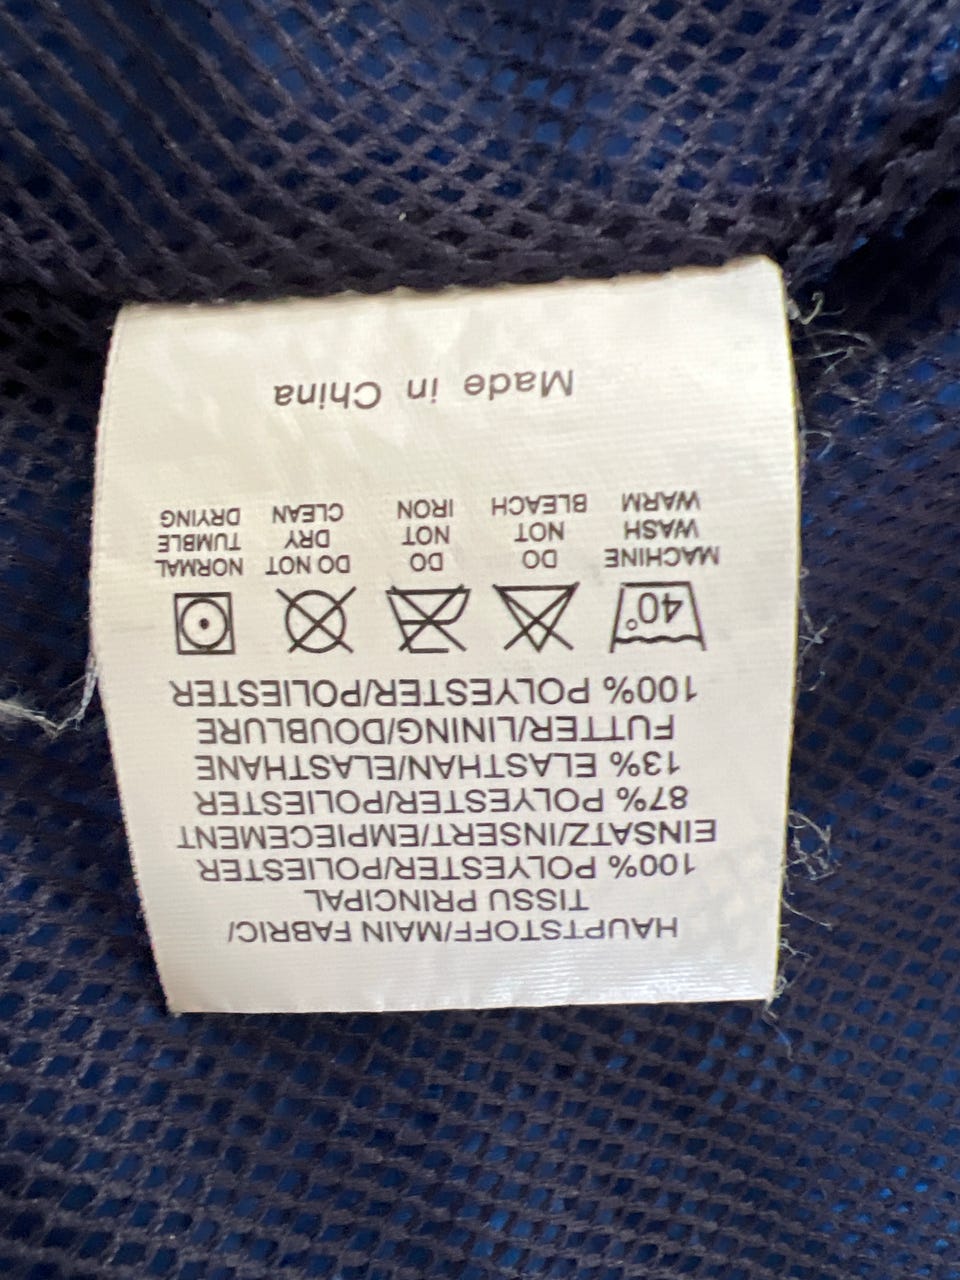 HAUPTSTOFF/MAIN FABRIC/
TISSU PRINCIPAL
100% POLYESTER/POLIESTER
EINSATZ/INSERT/EMPIECEMENT
87% POLYESTER/POLIESTER
13% ELASTHAN/ELASTHANE
FUTTER/LINING/DOUBLURE
100% POLYESTER/POLIESTER
40°
MACHINE WASH WARM
DO NOT BLEACH
DO NOT IRON
DO NOT DRY CLEAN
NORMAL TUMBLE DRYING
Made in China